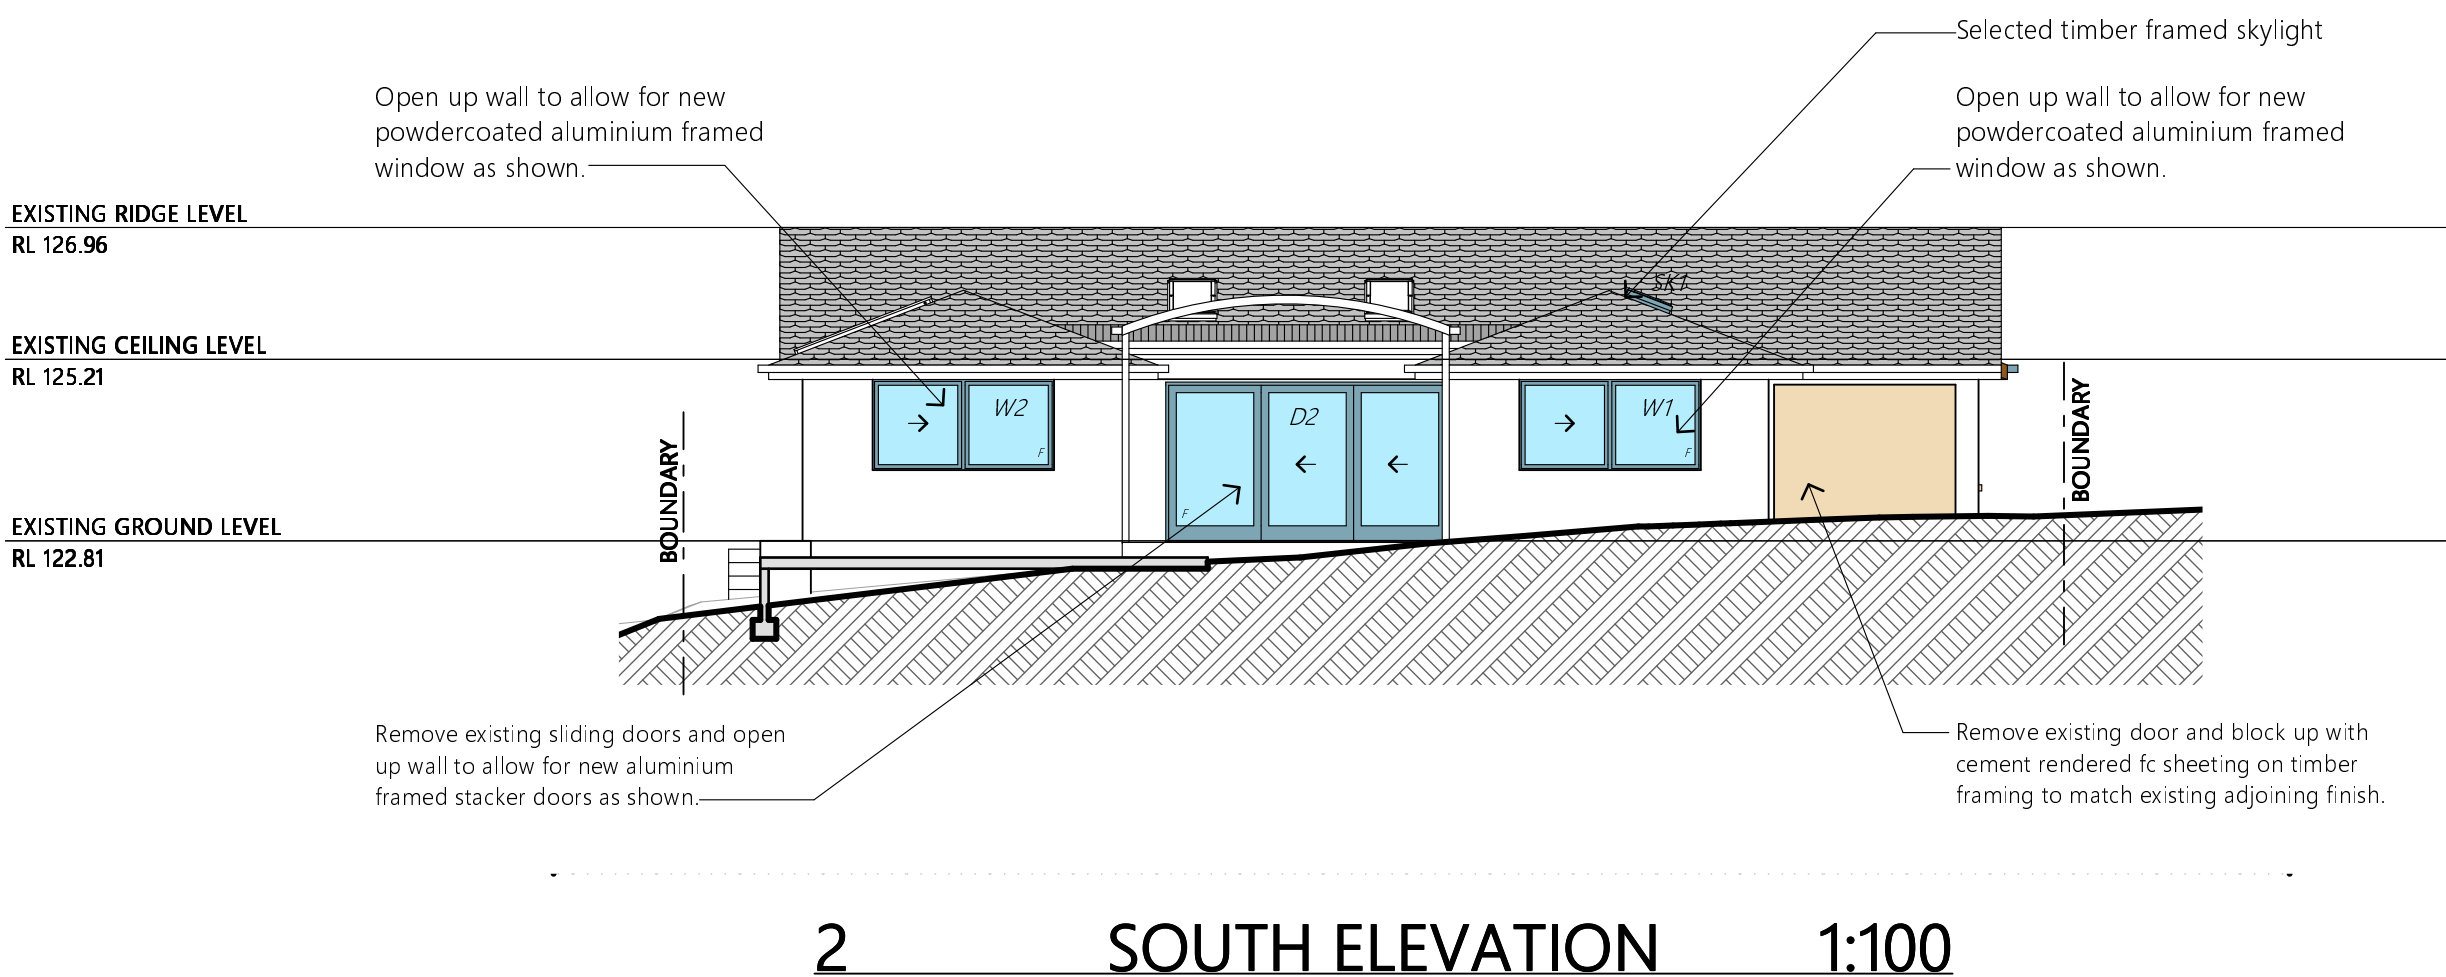 Selected timber framed skylight
Open up wall to allow for new
powdercoated aluminium framed
window as shown.
Open up wall to allow for new
powdercoated aluminium framed
window as shown.
EXISTING RIDGE LEVEL
RL 126.96
SK1
EXISTING CEILING LEVEL
RL 125.21
W2
F
D2
F
W1
F
BOUNDARY
BOUNDARY
EXISTING GROUND LEVEL
RL 122.81
Remove existing sliding doors and open
up wall to allow for new aluminium
framed stacker doors as shown.
Remove existing door and block up with
cement rendered fc sheeting on timber
framing to match existing adjoining finish.
2 SOUTH ELEVATION 1:100